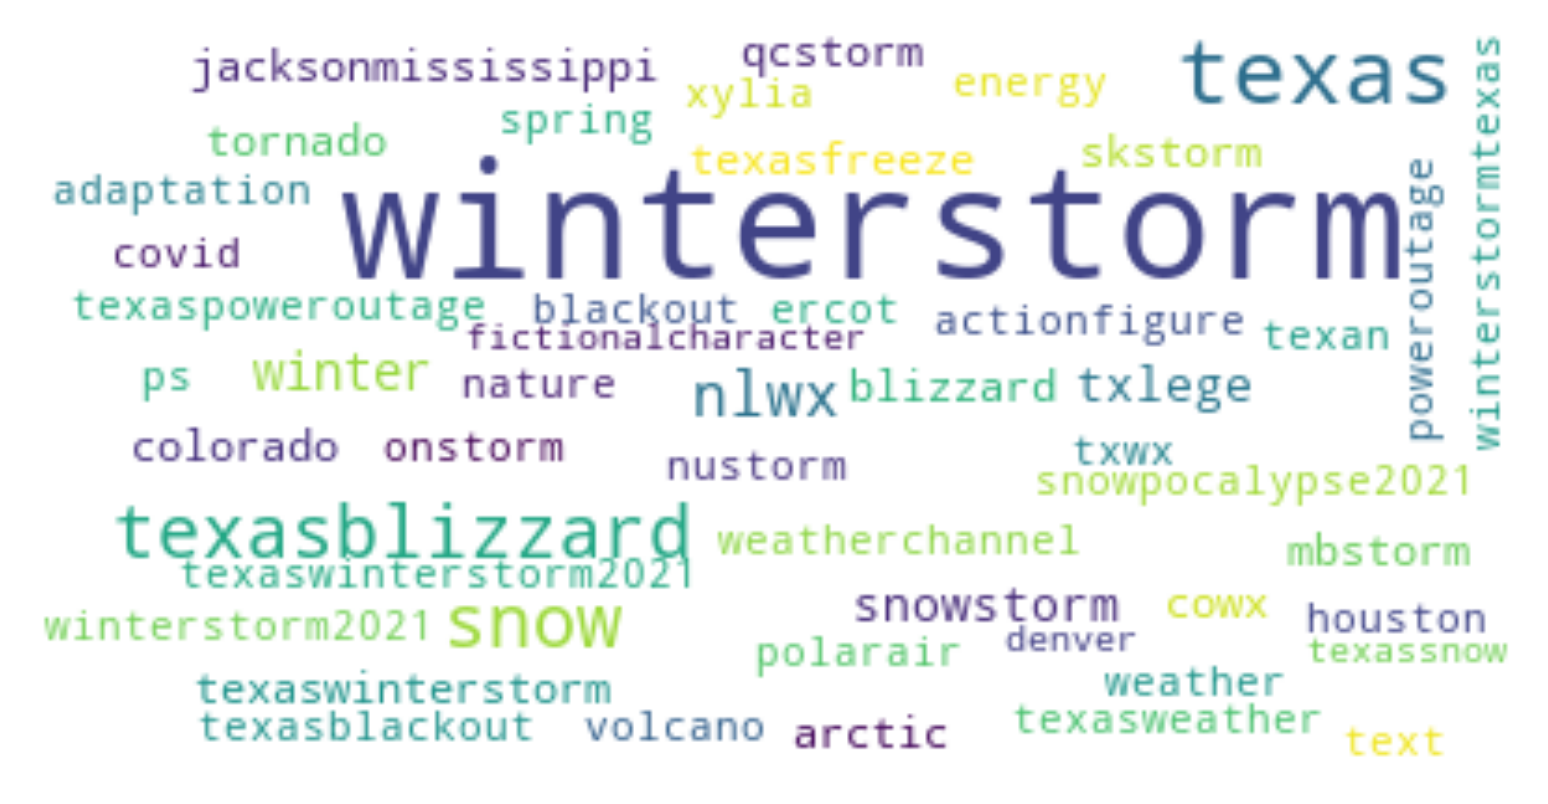 jacksonmississippi
qcstorm
texas
winterstormtexas
xylia
energy
spring
tornado
texasfreeze
skstorm
adaptation
winterstorm
poweroutage
covid
texaspoweroutage
blackout
ercot
actionfigure
fictionalcharacter
texan
ps
winter
nature
nlwx
blizzard
txlege
colorado
onstorm
nustorm
txwx
snowpocalypse2021
texasblizzard
weatherchannel
mbstorm
texaswinterstorm2021
winterstorm2021
snow
snowstorm
cowx
houston
polarair
denver
texassnow
texaswinterstorm
weather
texasblackout
volcano
arctic
texasweather
text